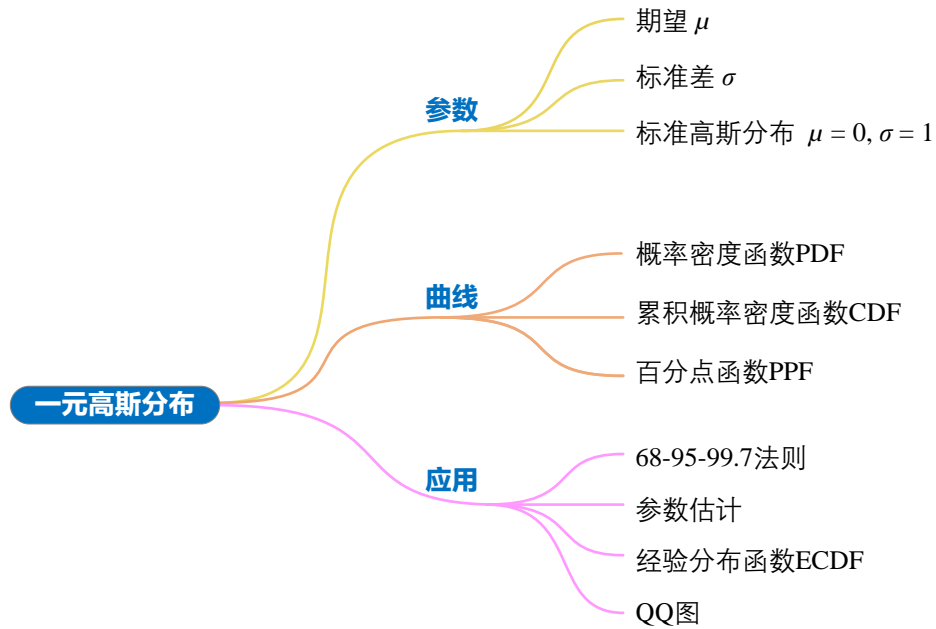 一元高斯分布
参数
期望 μ
标准差 σ
标准高斯分布 μ = 0, σ = 1
曲线
概率密度函数PDF
累积概率密度函数CDF
百分点函数PPF
应用
68-95-99.7法则
参数估计
经验分布函数ECDF
QQ图